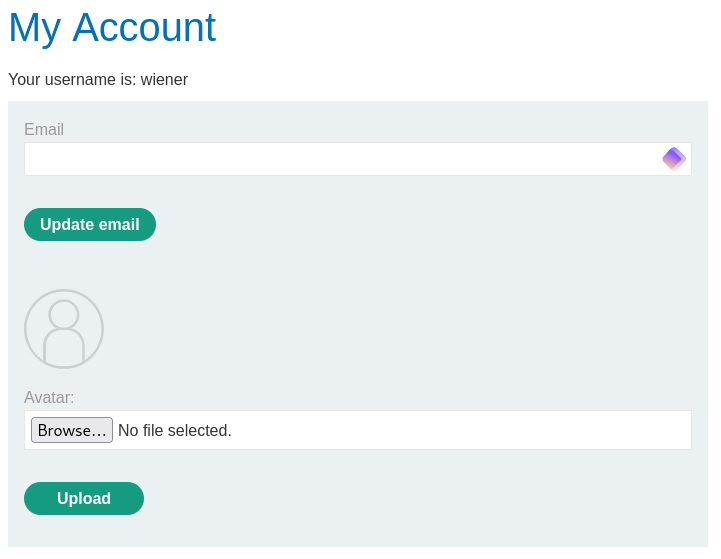 My Account
Your username is: wiener
Email
Update email
Avatar:
Browse... No file selected.
Upload